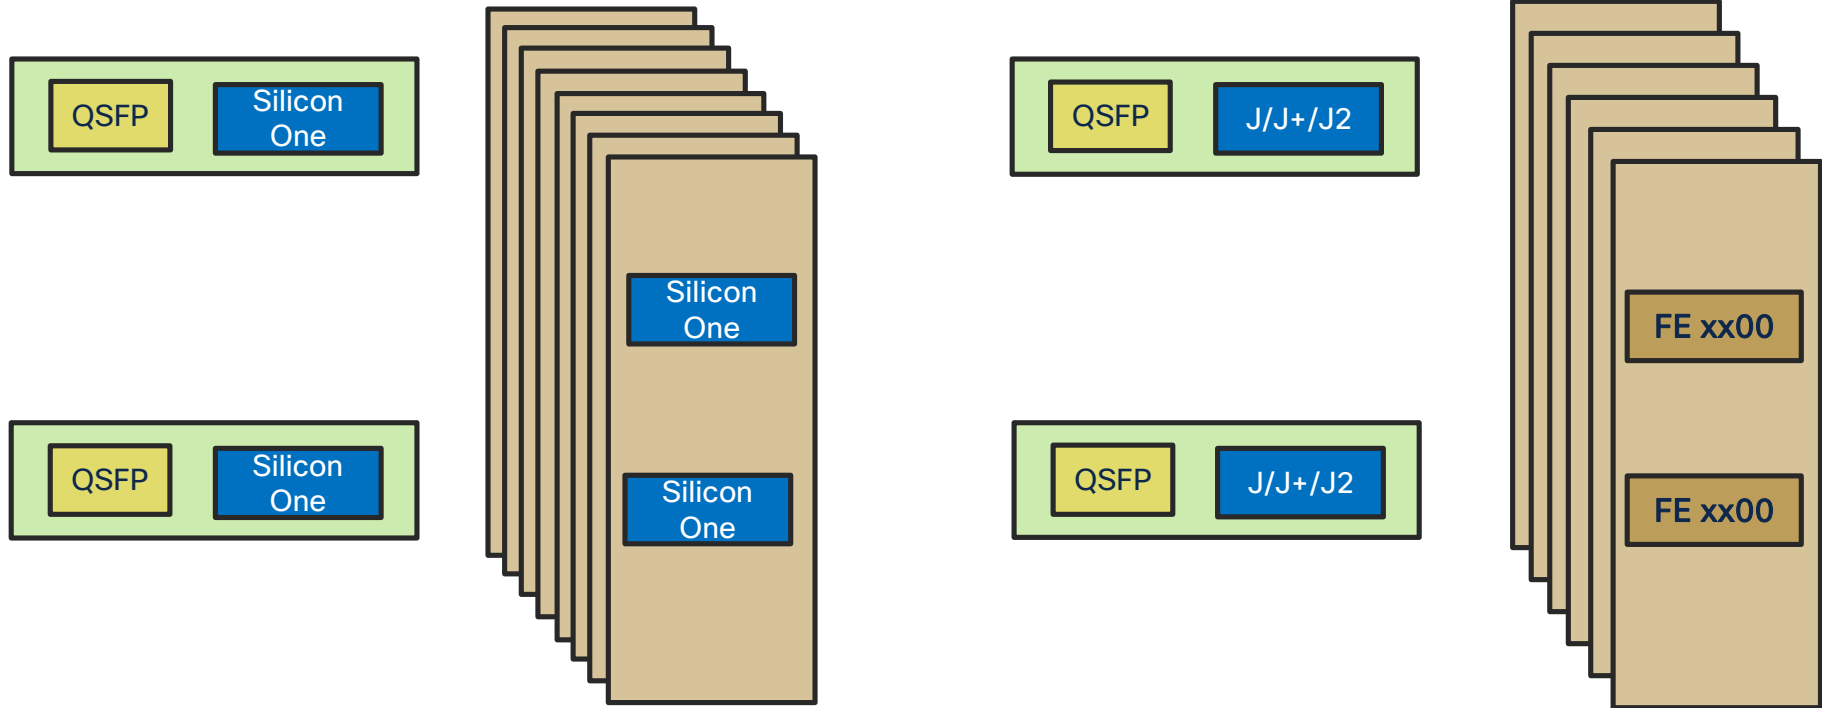 QSFP
Silicon
One
QSFP
J/J+/J2
Silicon
One
FE xx00
QSFP
Silicon
One
Silicon
One
QSFP
J/J+/J2
FE xx00